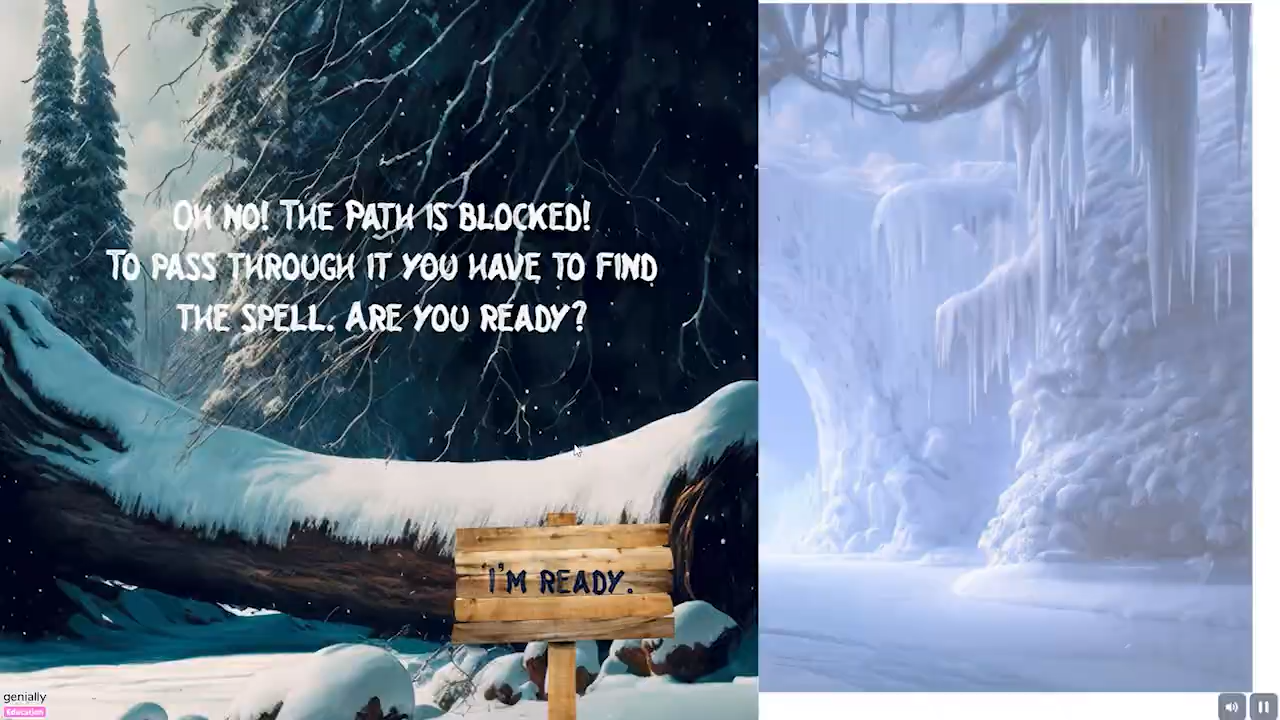 Oh no! The Path is blocked!
To pass through it you have to find
the spell. Are you ready?
I'm ready.
genially
Education